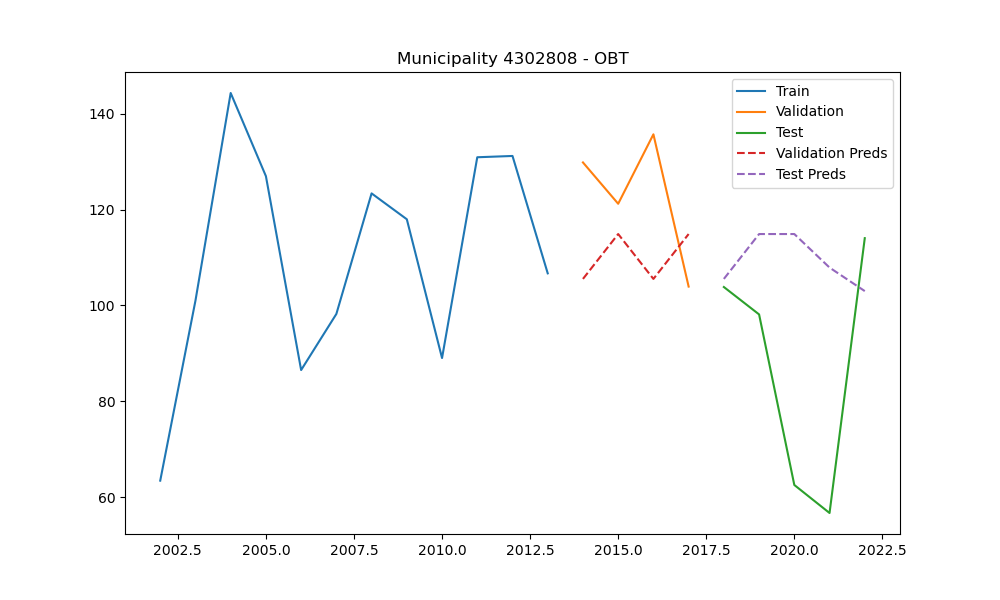 Municipality 4302808 - OBT
Train
Validation
Test
Validation Preds
Test Preds
140
120
100
80
60
2002.5 2005.0 2007.5 2010.0 2012.5 2015.0 2017.5 2020.0 2022.5